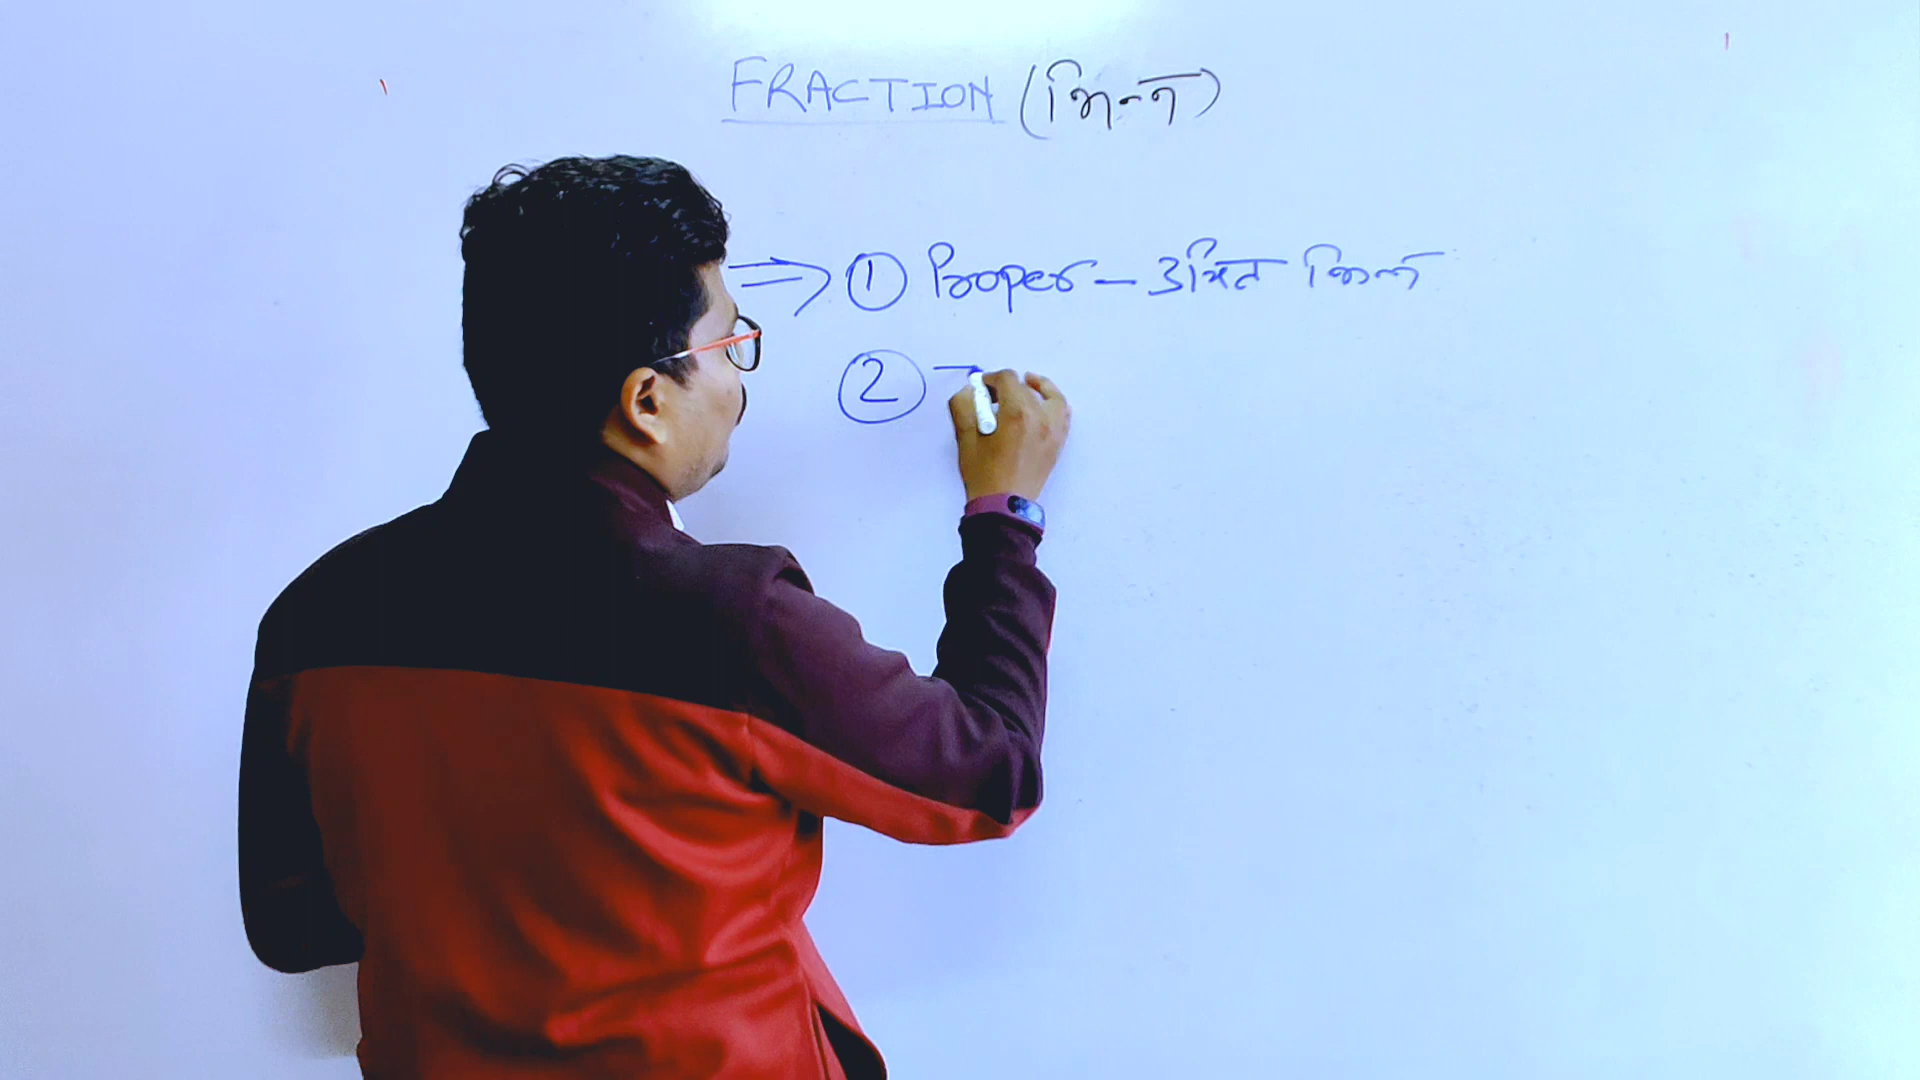 FRACTION (भिन्न)
⇒ ① Proper – उचित भिन्न
②